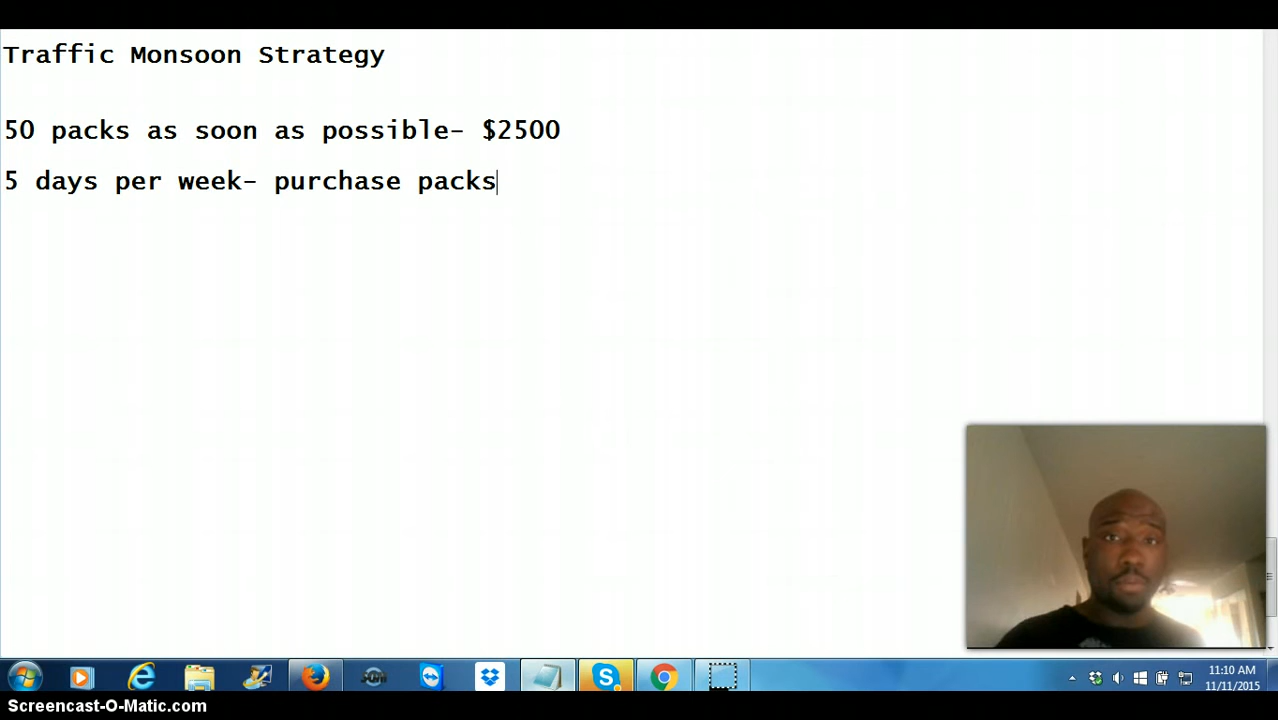 Traffic Monsoon Strategy
50 packs as soon as possible- $2500
5 days per week- purchase packs
11:10 AM
11/11/2015
Screencast-O-Matic.com